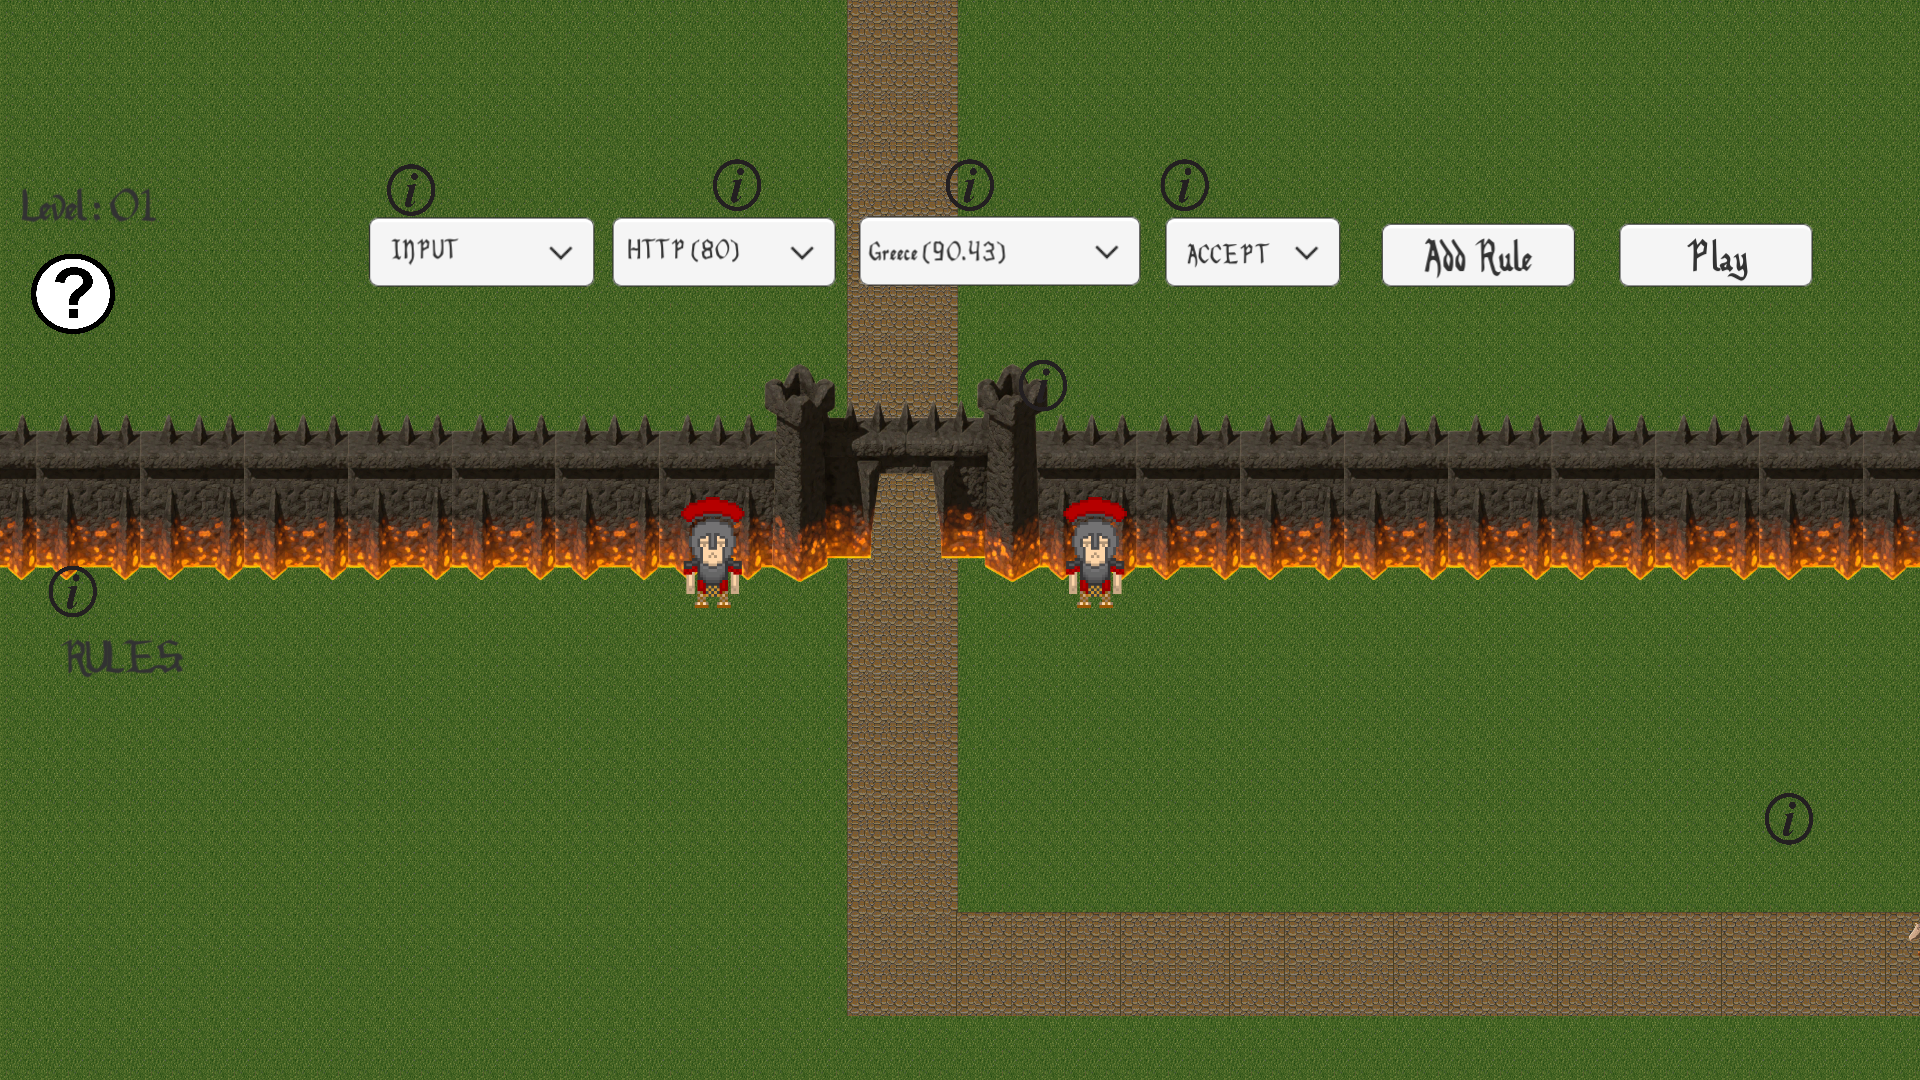 i
i
i
i
Level: 01
INPUT
HTTP (80)
Greece (90.43)
ACCEPT
Add Rule
Play
?
i
i
RULES
i